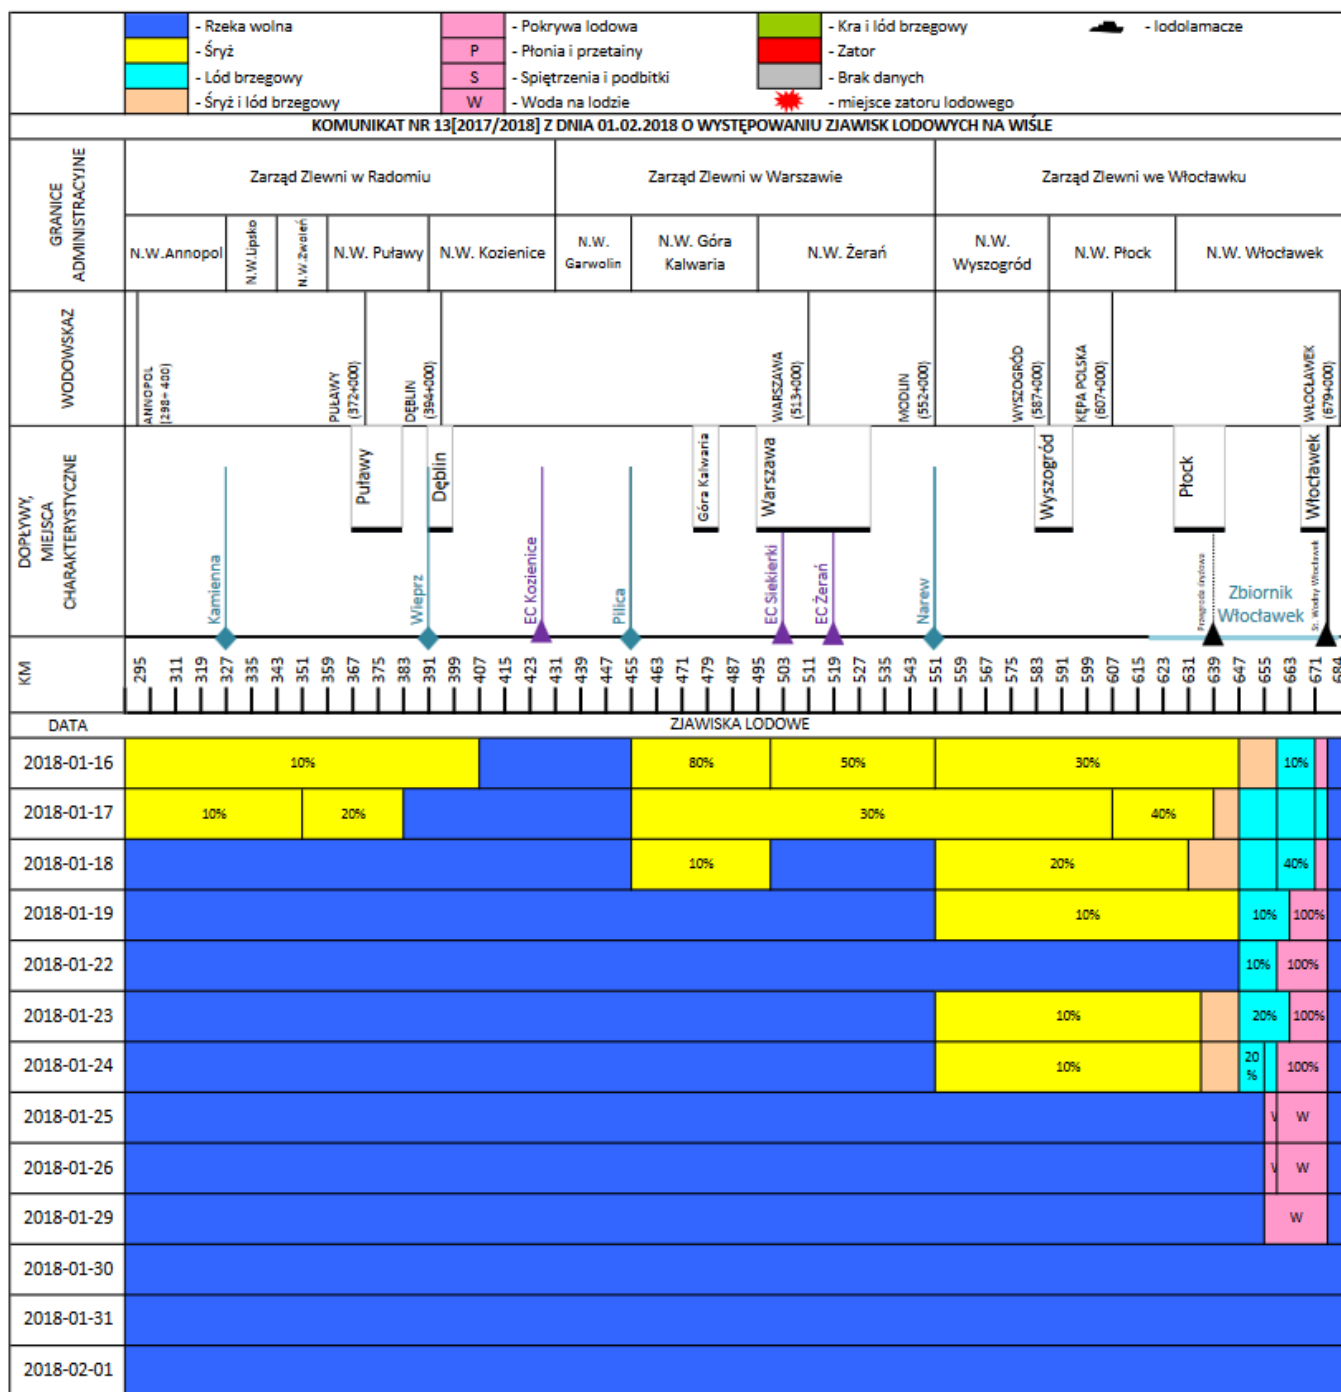 - Rzeka wolna
- Pokrywa lodowa
- Kra i lód brzegowy
- lodolamacze
- Śryż
P
- Płonia i przetainy
- Zator
- Lód brzegowy
S
- Spiętrzenia i podbitki
- Brak danych
- Śryż i lód brzegowy
W
- Woda na lodzie
- miejsce zatoru lodowego
KOMUNIKAT NR 13[2017/2018] Z DNIA 01.02.2018 O WYSTĘPOWANIU ZJAWISK LODOWYCH NA WIŚLE
GRANICE
ADMINISTRACYJNE
Zarząd Zlewni w Radomiu
Zarząd Zlewni w Warszawie
Zarząd Zlewni we Włocławku
N.W.Annopol
N.W.Lipsko
N.W.Zwoleń
N.W. Puławy
N.W. Kozienice
N.W.
Garwolin
N.W. Góra
Kalwaria
N.W. Żerań
N.W.
Wyszogród
N.W. Płock
N.W. Włocławek
WODOWSKAZ
ANNOPOL
(298+400)
PUŁAWY
(372+000)
DĘBLIN
(394+000)
WARSZAWA
(513+000)
MODLIN
(552+000)
WYSZOGRÓD
(587+000)
KĘPA POLSKA
(607+000)
WŁOCŁAWEK
(679+000)
DOPŁYWY,
MIEJSCA
CHARAKTERYSTYCZNE
Kamienna
Puławy
Wieprz
Dęblin
EC Kozienice
Pilica
Góra Kalwaria
Warszawa
EC Siekierki
EC Żerań
Narew
Wyszogród
Płock
Przegroda śryżowa
Zbiornik
Włocławek
St. Wodny Włocławek
Włocławek
KM
295
311
319
327
335
343
351
359
367
375
383
391
399
407
415
423
431
439
447
455
463
471
479
487
495
503
511
519
527
535
543
551
559
567
575
583
591
599
607
615
623
631
639
647
655
663
671
684
DATA
ZJAWISKA LODOWE
2018-01-16
10%
80%
50%
30%
10%
2018-01-17
10%
20%
30%
40%
2018-01-18
10%
20%
40%
2018-01-19
10%
10%
100%
2018-01-22
10%
100%
2018-01-23
10%
20%
100%
2018-01-24
10%
20
%
100%
2018-01-25
W
2018-01-26
W
2018-01-29
W
2018-01-30
2018-01-31
2018-02-01